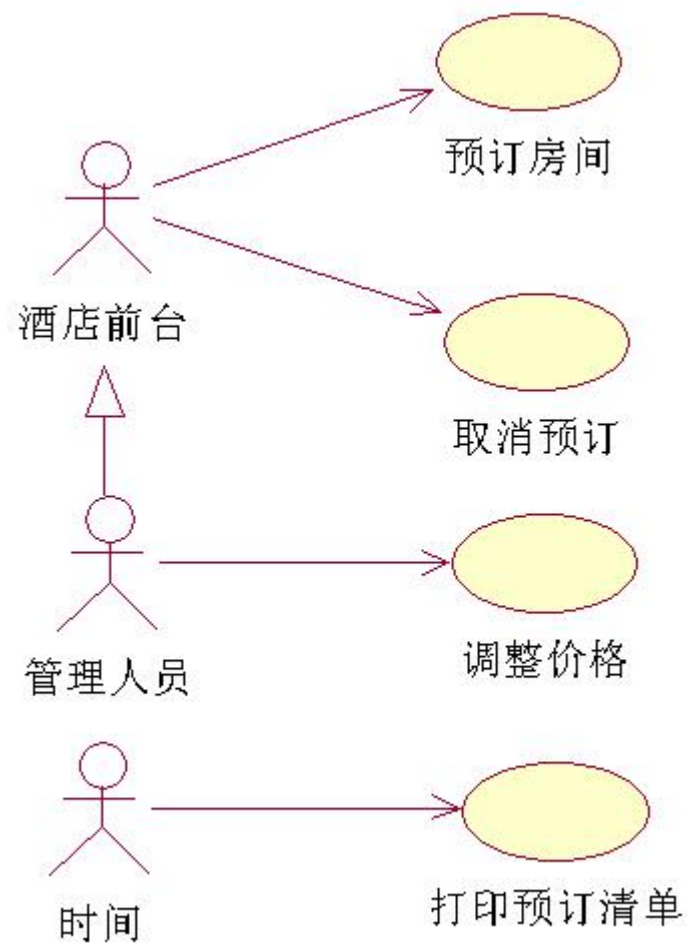 预订房间
酒店前台
取消预订
管理人员
调整价格
时间
打印预订清单